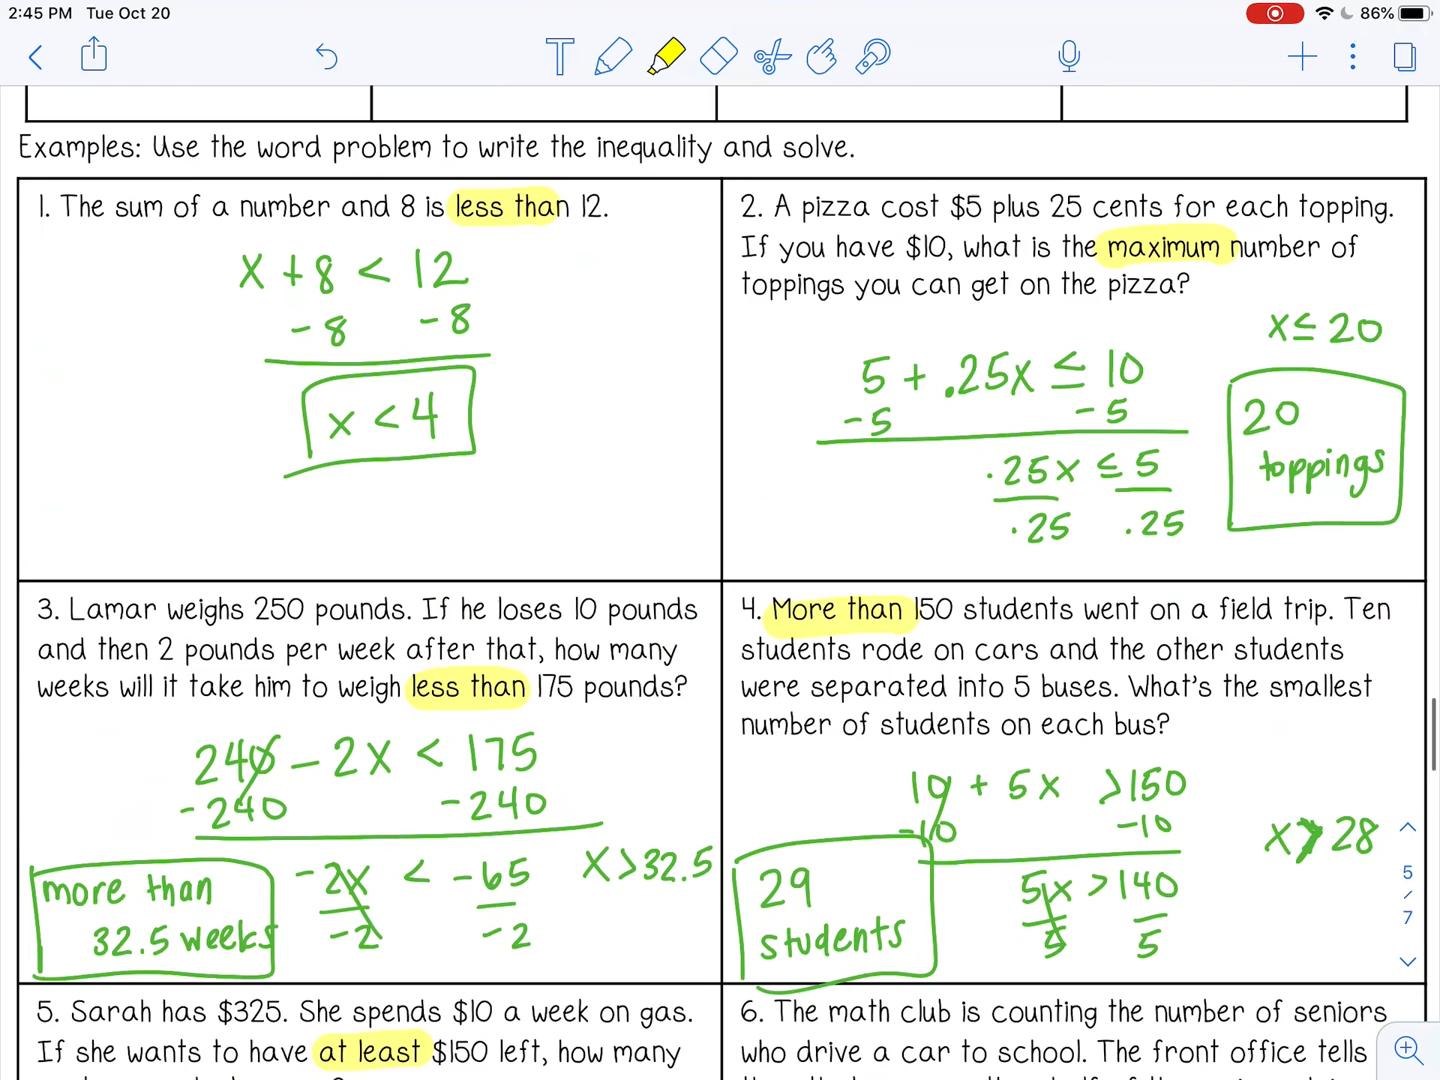 2:45 PM Tue Oct 20
86%
T
Examples: Use the word problem to write the inequality and solve.
1. The sum of a number and 8 is less than 12.
x + 8 < 12
- 8 - 8
x < 4
2. A pizza cost $5 plus 25 cents for each topping.
If you have $10, what is the maximum number of
toppings you can get on the pizza?
x ≤ 20
5 + .25x ≤ 10
-5 -5
.25x ≤ 5
.25 .25
20
toppings
3. Lamar weighs 250 pounds. If he loses 10 pounds
and then 2 pounds per week after that, how many
weeks will it take him to weigh less than 175 pounds?
240 - 2x < 175
-240 -240
-2x < -65 x > 32.5
-2 -2
more than
32.5 weeks
4. More than 150 students went on a field trip. Ten
students rode on cars and the other students
were separated into 5 buses. What's the smallest
number of students on each bus?
10 + 5x > 150
-10 -10
x > 28
5x > 140
5 5
29
students
5
/
7
5. Sarah has $325. She spends $10 a week on gas.
If she wants to have at least $150 left, how many
6. The math club is counting the number of seniors
who drive a car to school. The front office tells